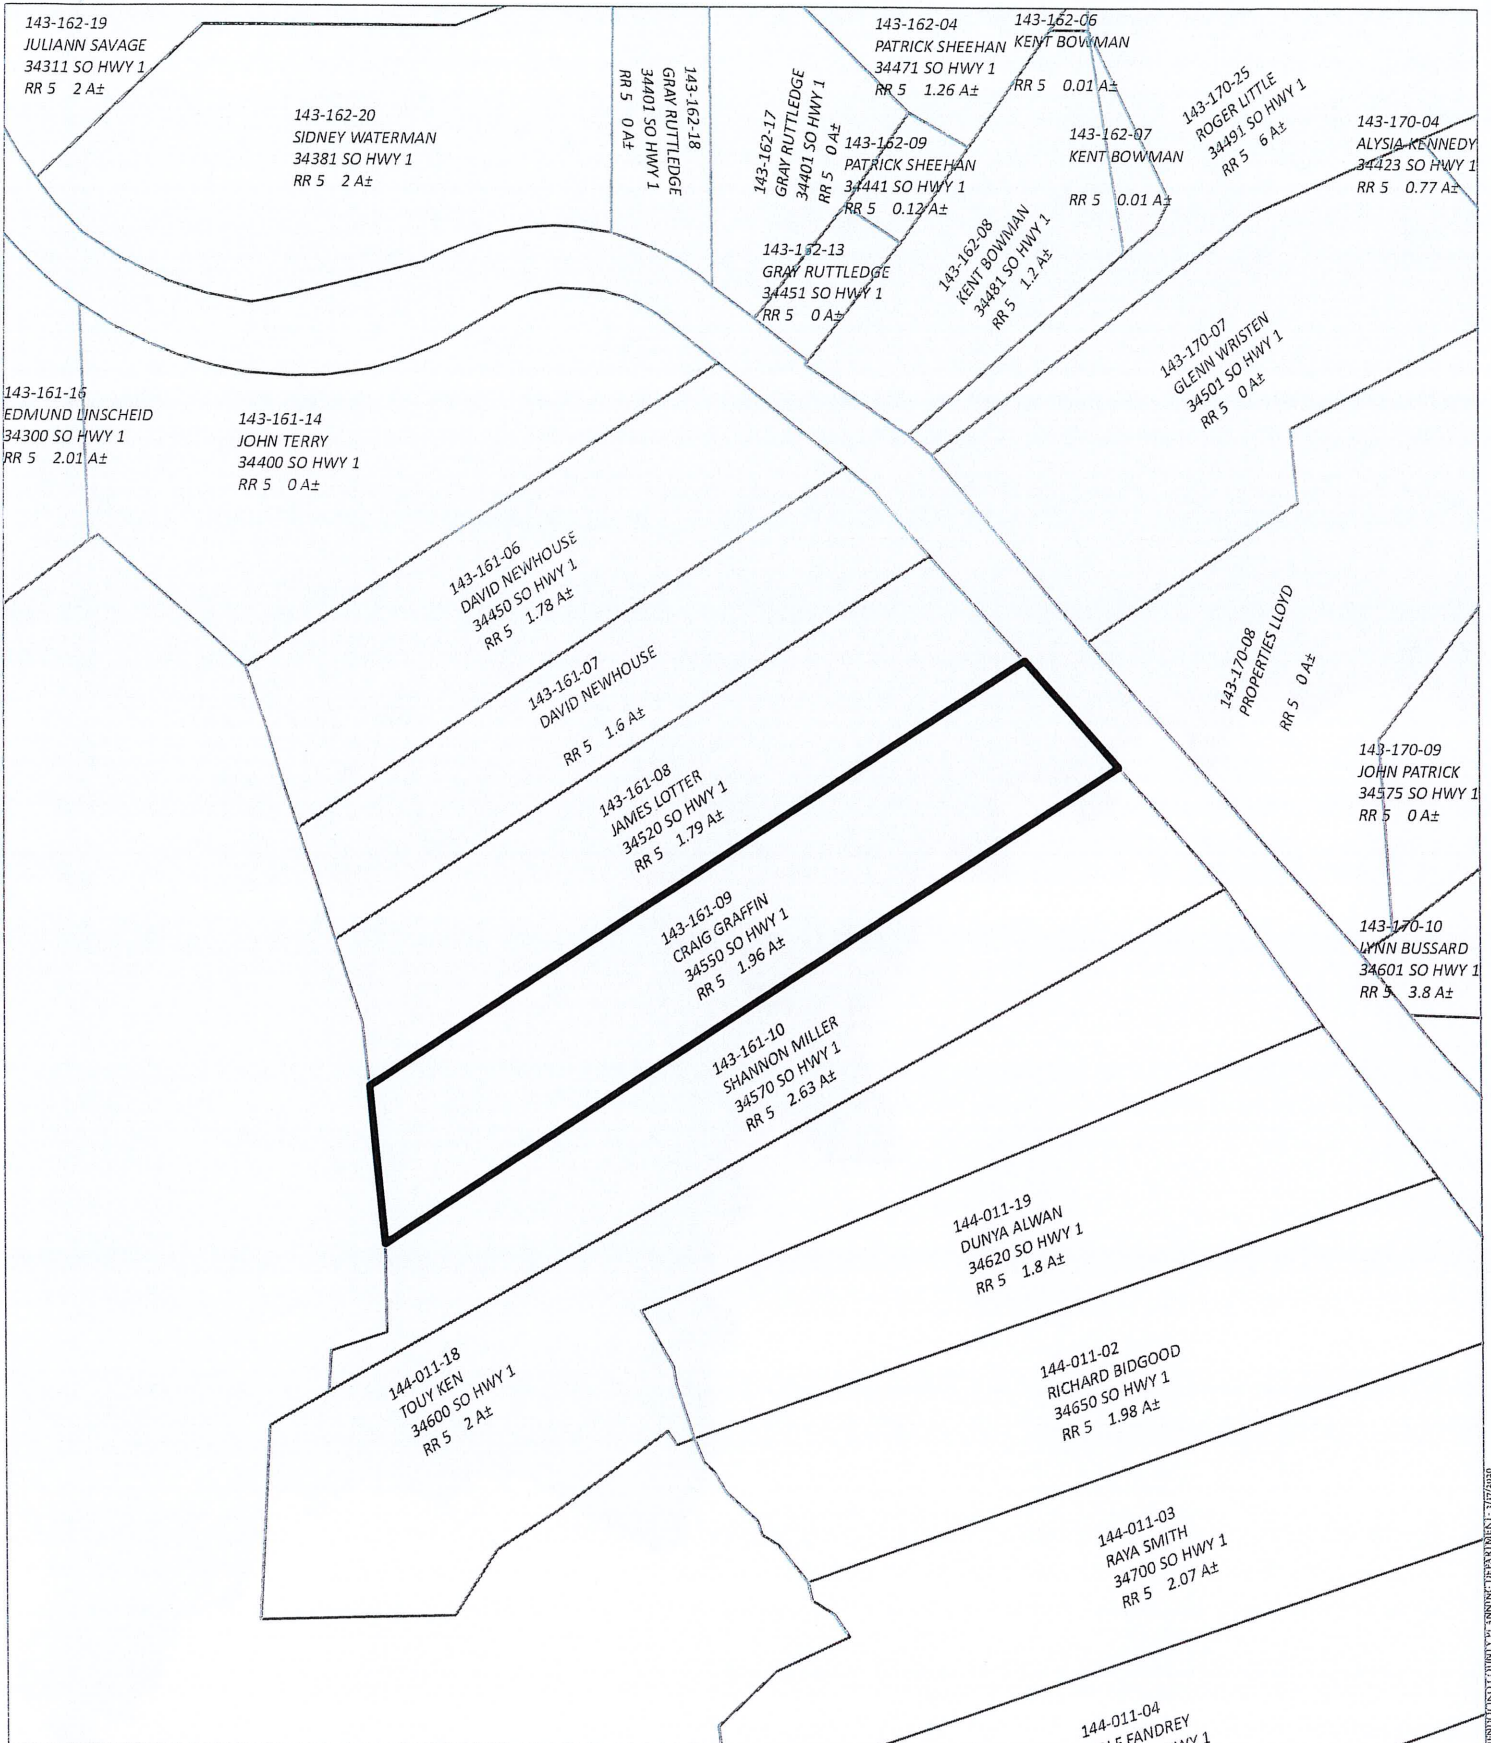 143-162-19
JULIANN SAVAGE
34311 SO HWY 1
RR 5 2 A±
143-162-20
SIDNEY WATERMAN
34381 SO HWY 1
RR 5 2 A±
143-162-18
GRAY RUTTLEDGE
34401 SO HWY 1
RR 5 0 A±
143-162-17
GRAY RUTTLEDGE
34401 SO HWY 1
RR 5 0 A±
143-162-04
PATRICK SHEEHAN
34471 SO HWY 1
RR 5 1.26 A±
143-162-06
KENT BOWMAN
RR 5 0.01 A±
143-162-09
PATRICK SHEEHAN
34441 SO HWY 1
RR 5 0.12 A±
143-162-07
KENT BOWMAN
RR 5 0.01 A±
143-170-25
ROGER LITTLE
34491 SO HWY 1
RR 5 6 A±
143-170-04
ALYSIA KENNEDY
34423 SO HWY 1
RR 5 0.77 A±
143-162-13
GRAY RUTTLEDGE
34451 SO HWY 1
RR 5 0 A±
143-162-08
KENT BOWMAN
34481 SO HWY 1
RR 5 1.2 A±
143-170-07
GLENN WRISTEN
34501 SO HWY 1
RR 5 0 A±
143-161-16
EDMUND LINSCHEID
34300 SO HWY 1
RR 5 2.01 A±
143-161-14
JOHN TERRY
34400 SO HWY 1
RR 5 0 A±
143-161-06
DAVID NEWHOUSE
34450 SO HWY 1
RR 5 1.78 A±
143-161-07
DAVID NEWHOUSE
RR 5 1.6 A±
143-170-08
PROPERTIES LLOYD
RR 5 0 A±
143-161-08
JAMES LOTTER
34520 SO HWY 1
RR 5 1.79 A±
143-170-09
JOHN PATRICK
34575 SO HWY 1
RR 5 0 A±
143-161-09
CRAIG GRAFFIN
34550 SO HWY 1
RR 5 1.96 A±
143-170-10
LYNN BUSSARD
34601 SO HWY 1
RR 5 3.8 A±
143-161-10
SHANNON MILLER
34570 SO HWY 1
RR 5 2.63 A±
144-011-19
DUNYA ALWAN
34620 SO HWY 1
RR 5 1.8 A±
144-011-18
TOUY KEN
34600 SO HWY 1
RR 5 2 A±
144-011-02
RICHARD BIDGOOD
34650 SO HWY 1
RR 5 1.98 A±
144-011-03
RAYA SMITH
34700 SO HWY 1
RR 5 2.07 A±
144-011-04
FANDREY